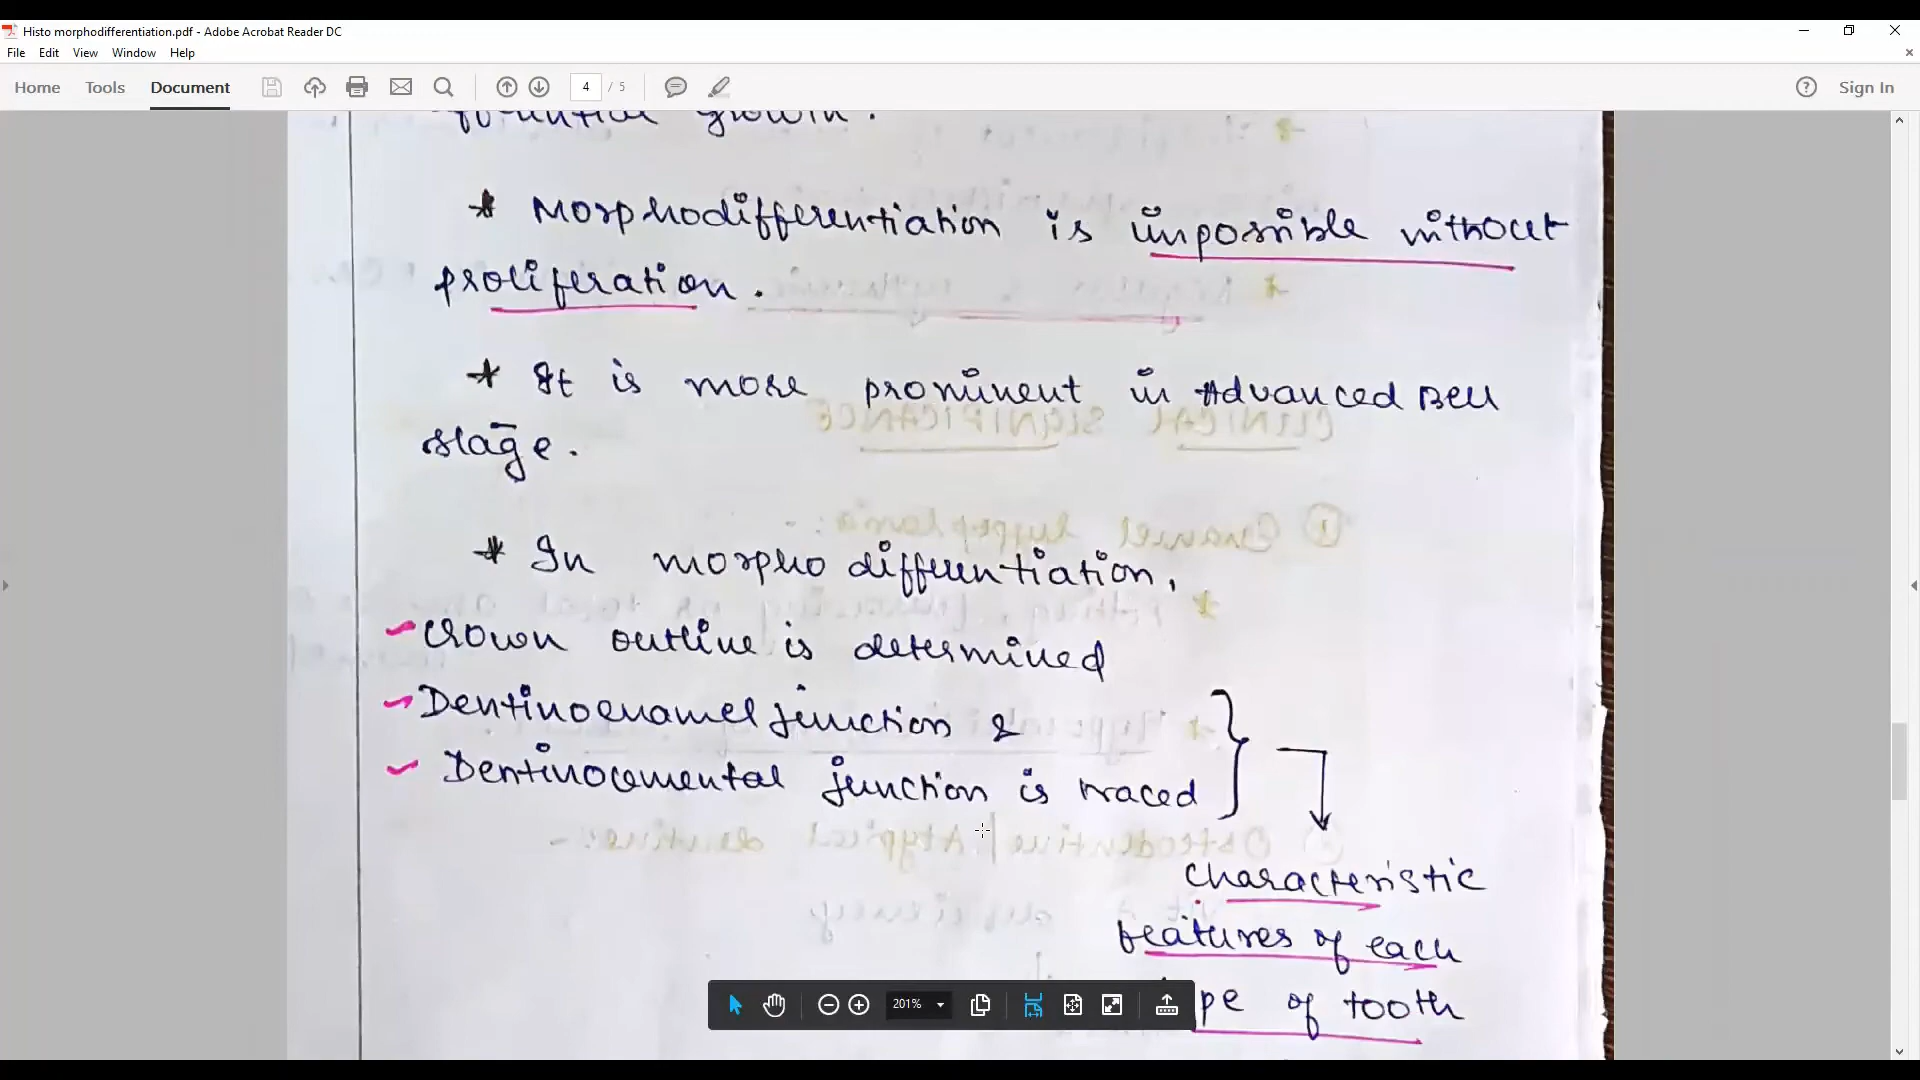 Histo morphodifferentiation.pdf - Adobe Acrobat Reader DC
File Edit View Window Help
Home Tools Document 4 / 5 Sign In
growth.
* Morphodifferentiation is impossible without
proliferation.
* It is more prominent in Advanced Bell
stage.
* In morpho differentiation,
- Crown outline is determined
- Dentinoenamel junction &
- Dentinocemental junction is traced
characteristic
features of each
pe of tooth
201%